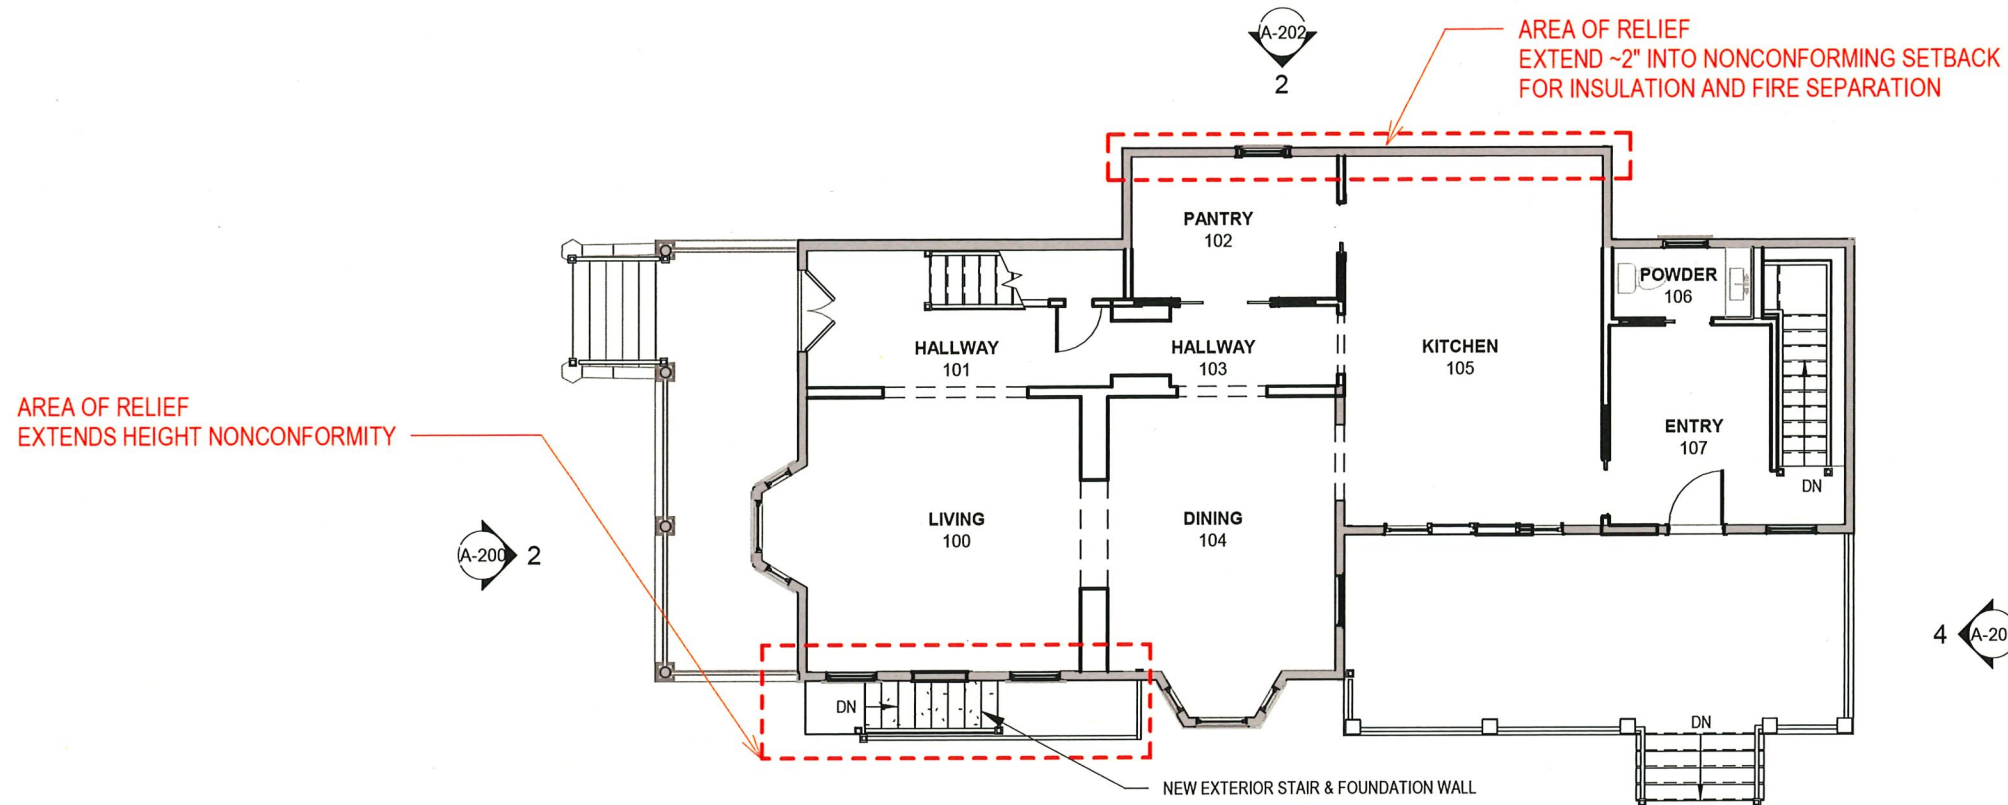 A-202
2
AREA OF RELIEF
EXTEND ~2" INTO NONCONFORMING SETBACK
FOR INSULATION AND FIRE SEPARATION
PANTRY
102
POWDER
106
HALLWAY
101
HALLWAY
103
KITCHEN
105
AREA OF RELIEF
EXTENDS HEIGHT NONCONFORMITY
ENTRY
107
DN
LIVING
100
DINING
104
A-200
2
4
A-20
DN
DN
NEW EXTERIOR STAIR & FOUNDATION WALL